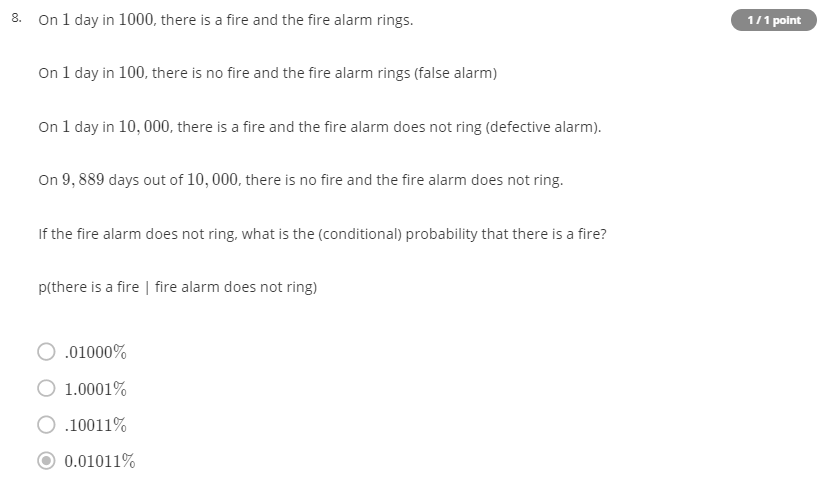 8. On 1 day in 1000, there is a fire and the fire alarm rings.
1 / 1 point
On 1 day in 100, there is no fire and the fire alarm rings (false alarm)
On 1 day in 10, 000, there is a fire and the fire alarm does not ring (defective alarm).
On 9, 889 days out of 10, 000, there is no fire and the fire alarm does not ring.
If the fire alarm does not ring, what is the (conditional) probability that there is a fire?
p(there is a fire | fire alarm does not ring)
.01000%
1.0001%
.10011%
0.01011%